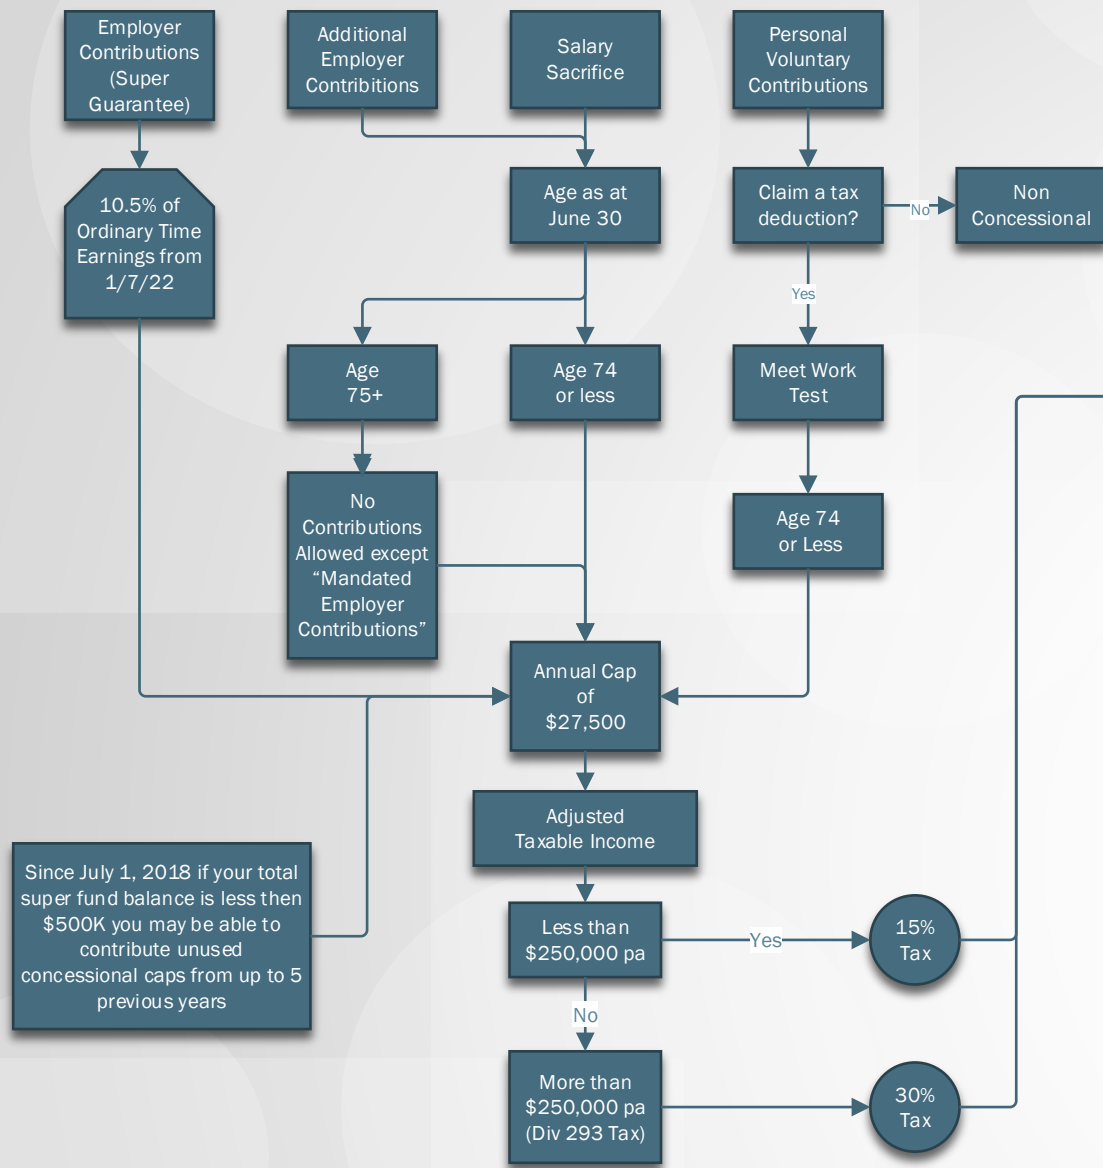 Employer
Contributions
(Super
Guarantee)
Additional
Employer
Contribitions
Salary
Sacrifice
Personal
Voluntary
Contributions
10.5% of
Ordinary Time
Earnings from
1/7/22
Age as at
June 30
Claim a tax
deduction?
No
Non
Concessional
Yes
Age
75+
Age 74
or less
Meet Work
Test
No
Contributions
Allowed except
“Mandated
Employer
Contributions”
Age 74
or Less
Annual Cap
of
$27,500
Adjusted
Taxable Income
Since July 1, 2018 if your total
super fund balance is less then
$500K you may be able to
contribute unused
concessional caps from up to 5
previous years
Less than
$250,000 pa
Yes
15%
Tax
No
More than
$250,000 pa
(Div 293 Tax)
30%
Tax